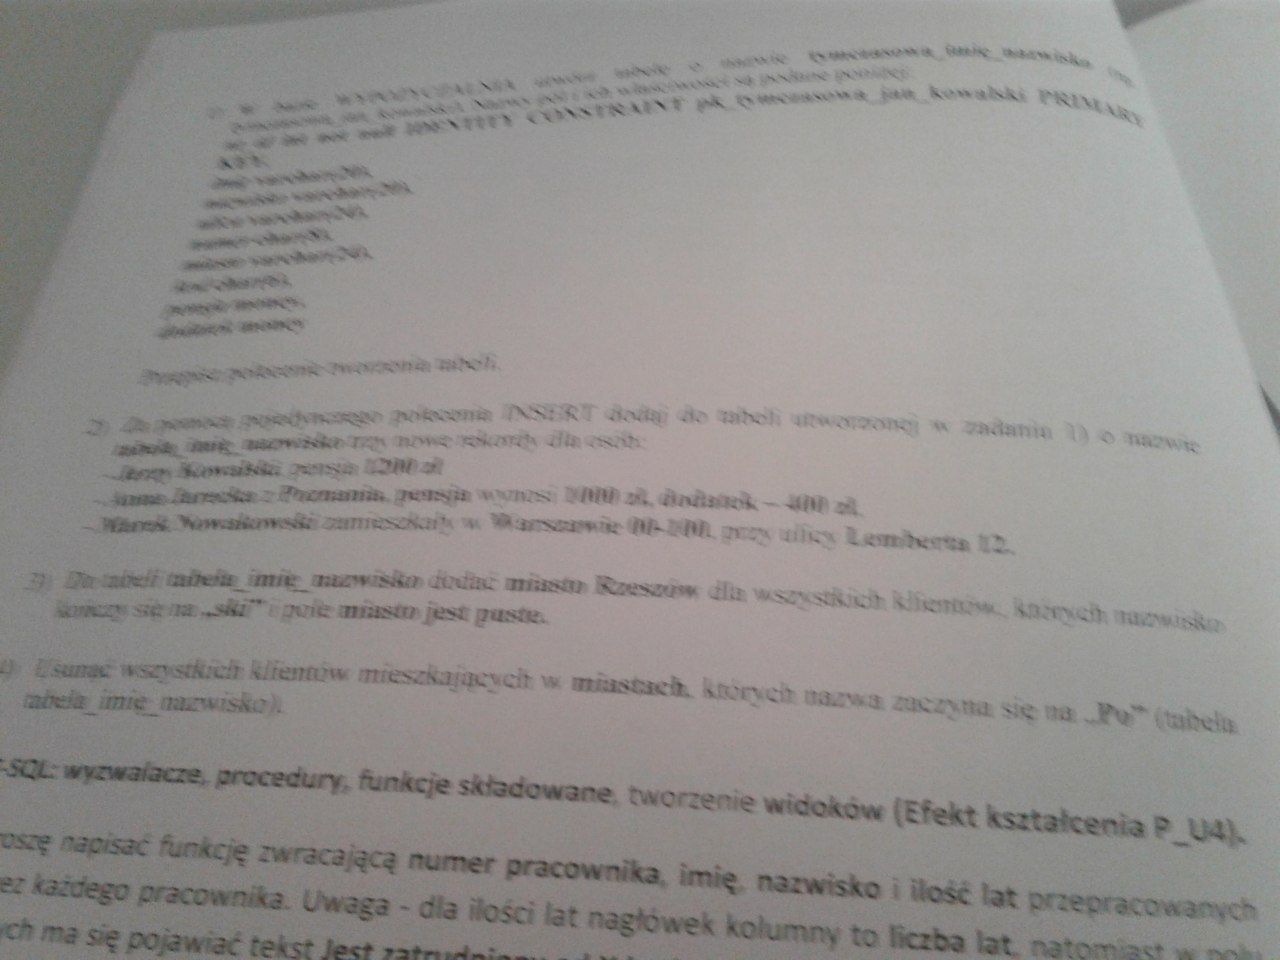 1) W bazie WYPOŻYCZALNIA utwórz tabelę o nazwie tymczasowa_imię_nazwisko (np.
tymczasowa_jan_kowalski). Nazwy pól i ich właściwości są podane poniżej:
int not null IDENTITY CONSTRAINT pk_tymczasowa_jan_kowalski PRIMARY
KEY,
imię varchar(20),
nazwisko varchar(20),
ulica varchar(24),
numer char(8),
miasto varchar(24),
kod char(6),
pensja money,
dodatek money
polecenie tworzenia tabeli.
2) Za pomocą pojedynczego polecenia INSERT dodaj do tabeli utworzonej w zadaniu 1) o nazwie
tabela_imię_nazwisko trzy nowe rekordy dla osób:
- Jerzy Kowalski pensja 1200 zł
- Anna z Poznania, pensja wynosi 1000 zł, dodatek – 400 zł
- Marek Nowakowski zamieszkały w Warszawie przy ulicy Lamberta 12.
3) Do tabeli tabela_imię_nazwisko dodać miasto Rzeszów dla wszystkich klientów, których nazwisko
kończy się na „ski” i pole miasto jest puste.
4) Usunąć wszystkich klientów mieszkających w miastach, których nazwa zaczyna się na „Po” (tabela
tabela_imię_nazwisko).
-SQL: wyzwalacze, procedury, funkcje składowane, tworzenie widoków (Efekt kształcenia P_U4).
roszę napisać funkcję zwracającą numer pracownika, imię, nazwisko i ilość lat przepracowanych
ez każdego pracownika. Uwaga - dla ilości lat nagłówek kolumny to liczba lat, natomiast w polu
ych ma się pojawiać tekst Jest zatrudniony od